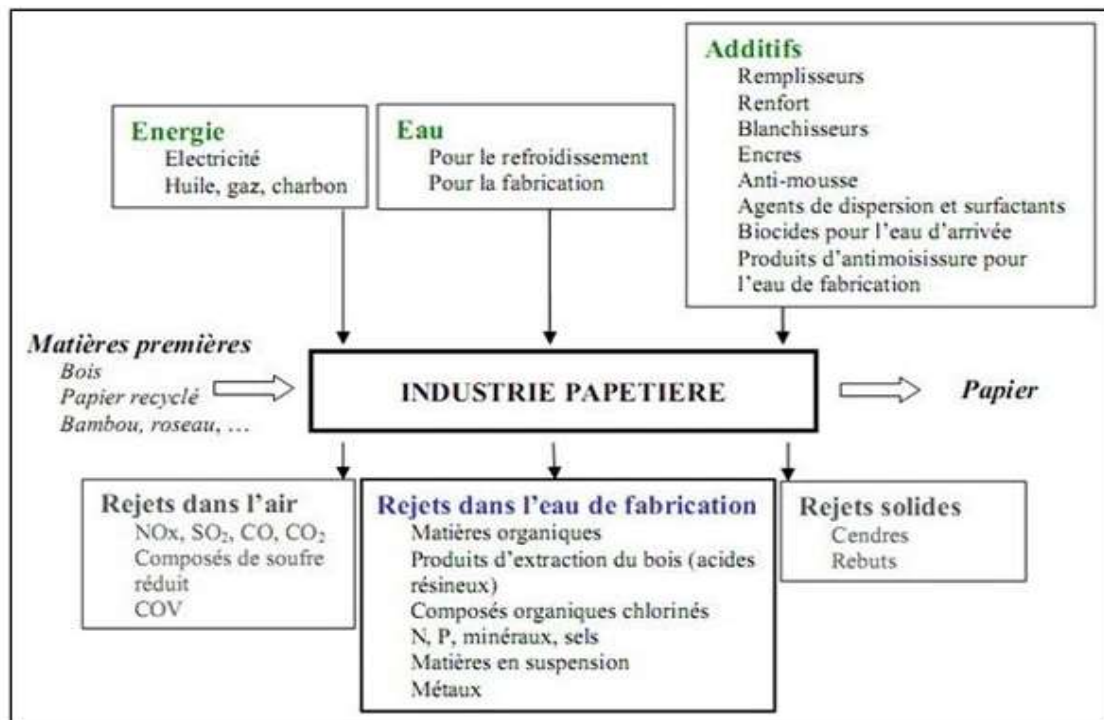 Additifs
Remplisseurs
Renfort
Blanchisseurs
Encres
Anti-mousse
Agents de dispersion et surfactants
Biocides pour l'eau d'arrivée
Produits d'antimoisissure pour
l'eau de fabrication
Energie
Electricité
Huile, gaz, charbon
Eau
Pour le refroidissement
Pour la fabrication
Matières premières
Bois
Papier recyclé
Bambou, roseau, …
INDUSTRIE PAPETIERE
Papier
Rejets dans l'air
NOx, SO₂, CO, CO₂
Composés de soufre
réduit
COV
Rejets dans l'eau de fabrication
Matières organiques
Produits d'extraction du bois (acides
résineux)
Composés organiques chlorinés
N, P, minéraux, sels
Matières en suspension
Métaux
Rejets solides
Cendres
Rebuts